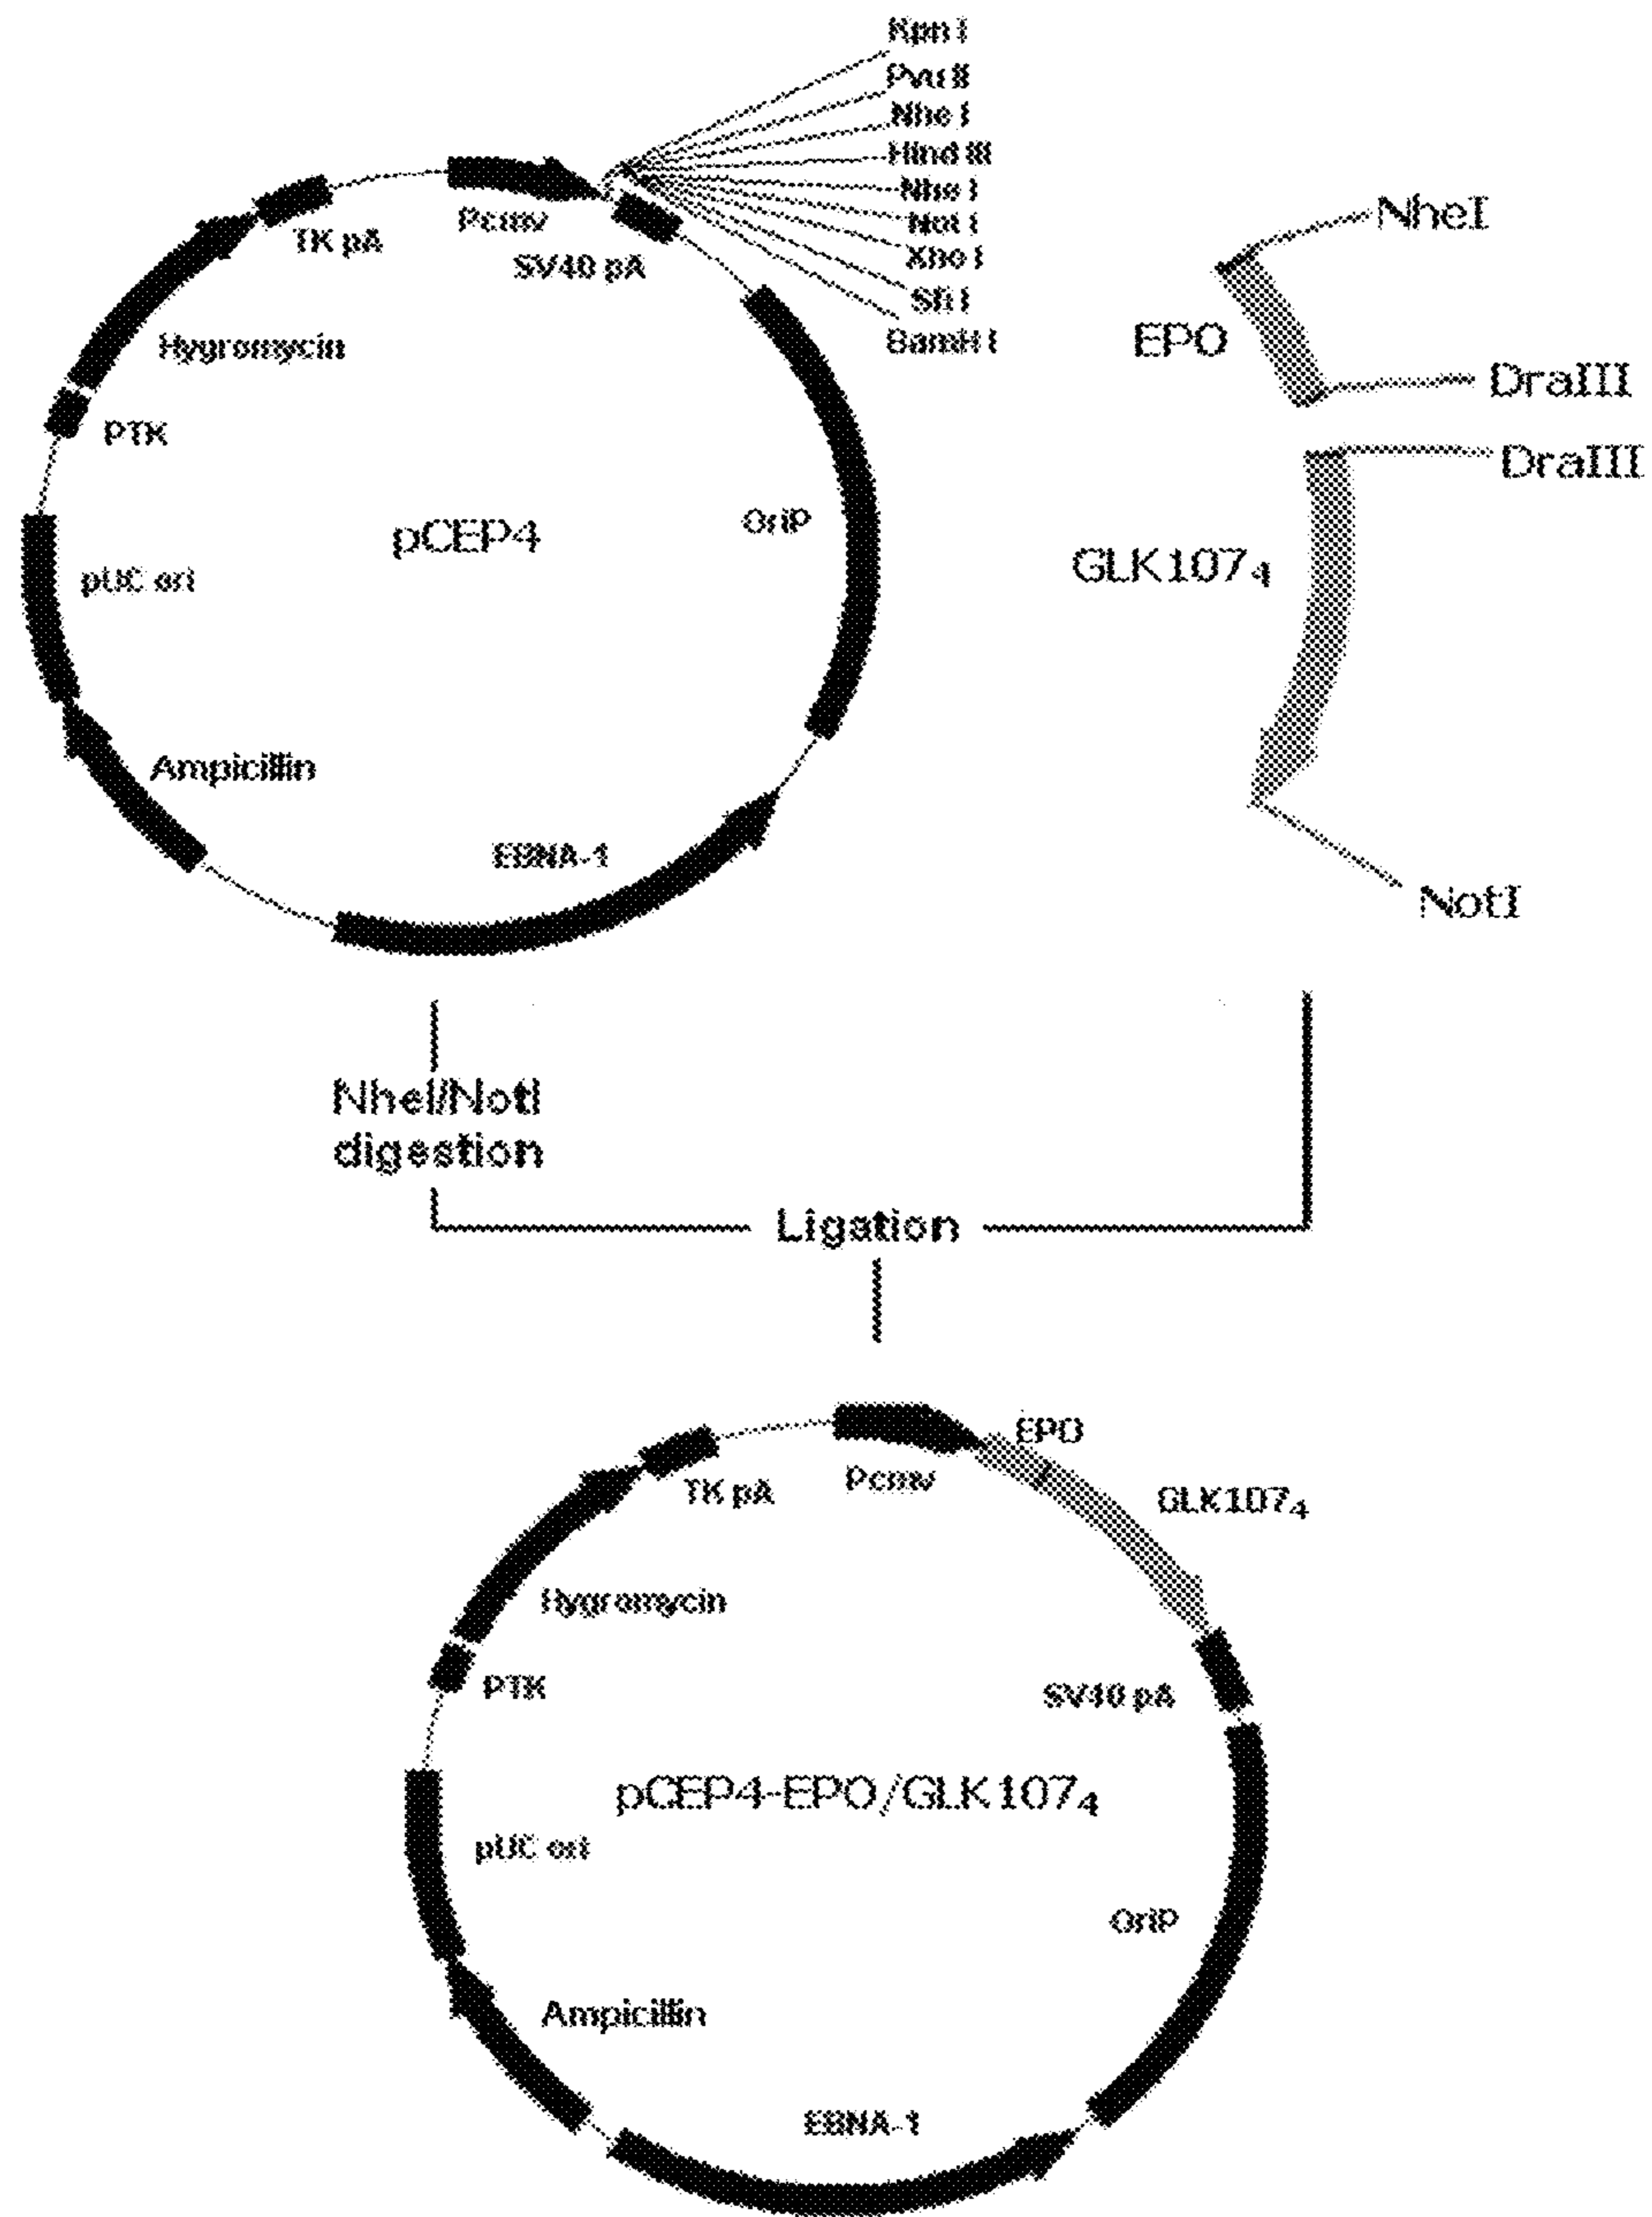 Kpn I
Pvu II
Nhe I
Hind III
Nhe I
Not I
Xho I
Sfi I
BamH I
Pcmv
TK pA
SV40 pA
Hygromycin
PTK
pCEP4
OriP
pUC ori
Ampicillin
EBNA-1
NheI
EPO
DraIII
DraIII
GLK107₄
NotI
NheI/NotI
digestion
Ligation
EPO
Pcmv
TK pA
GLK107₄
Hygromycin
PTK
SV40 pA
pCEP4-EPO/GLK107₄
pUC ori
OriP
Ampicillin
EBNA-1